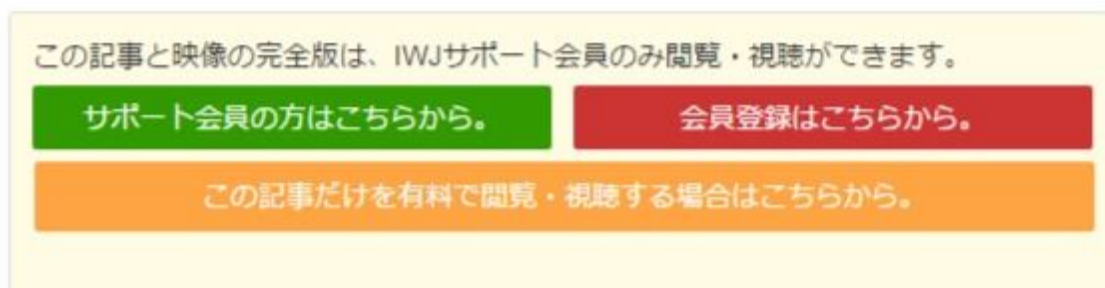 この記事と映像の完全版は、IWJサポート会員のみ閲覧・視聴ができます。
サポート会員の方はこちらから。
会員登録はこちらから。
この記事だけを有料で閲覧・視聴する場合はこちらから。